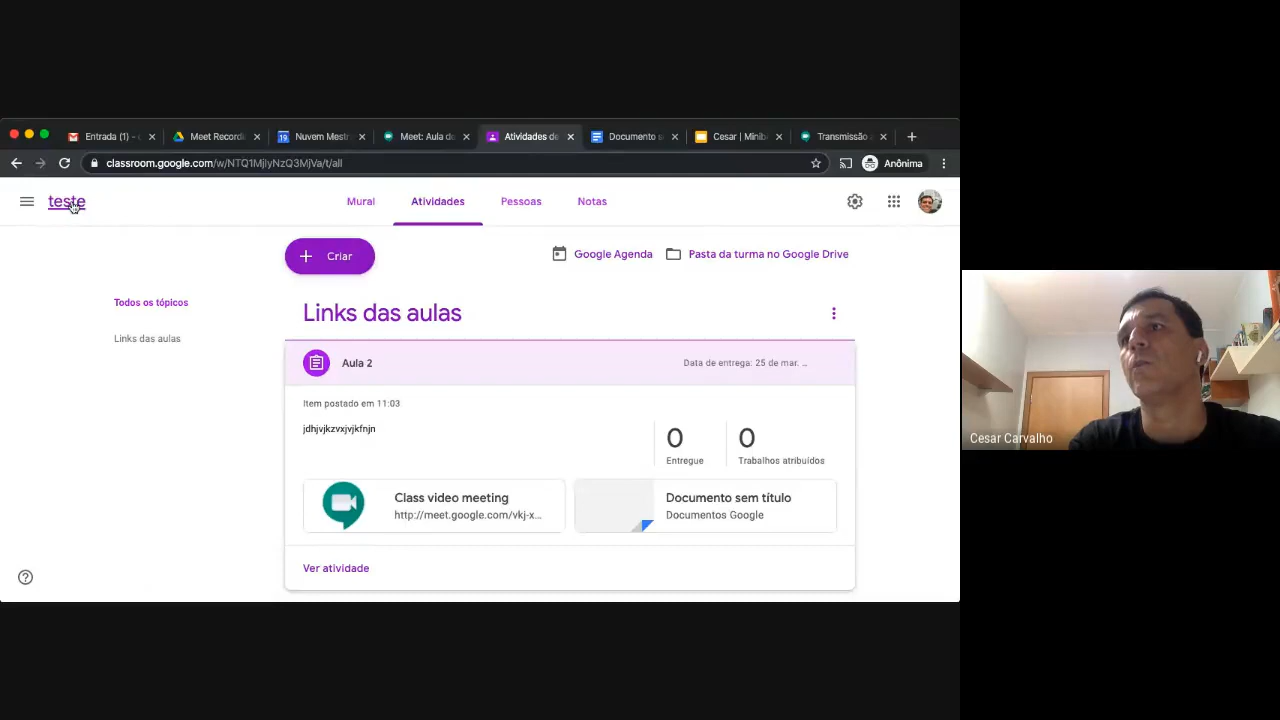 Entrada (1) -
Meet Recordi
Nuvem Mestr
Meet: Aula de
Atividades de
Documento s
Cesar | Minib
Transmissão a
classroom.google.com/w/NTQ1MjIyNzQ3MjVa/t/all
Anônima
teste
Mural
Atividades
Pessoas
Notas
Criar
Google Agenda
Pasta da turma no Google Drive
Todos os tópicos
Links das aulas
Links das aulas
Aula 2
Data de entrega: 25 de mar. ...
Item postado em 11:03
jdhjvjkzvxjvjkfnjn
0
Entregue
0
Trabalhos atribuídos
Class video meeting
http://meet.google.com/vkj-x...
Documento sem título
Documentos Google
Ver atividade
Cesar Carvalho